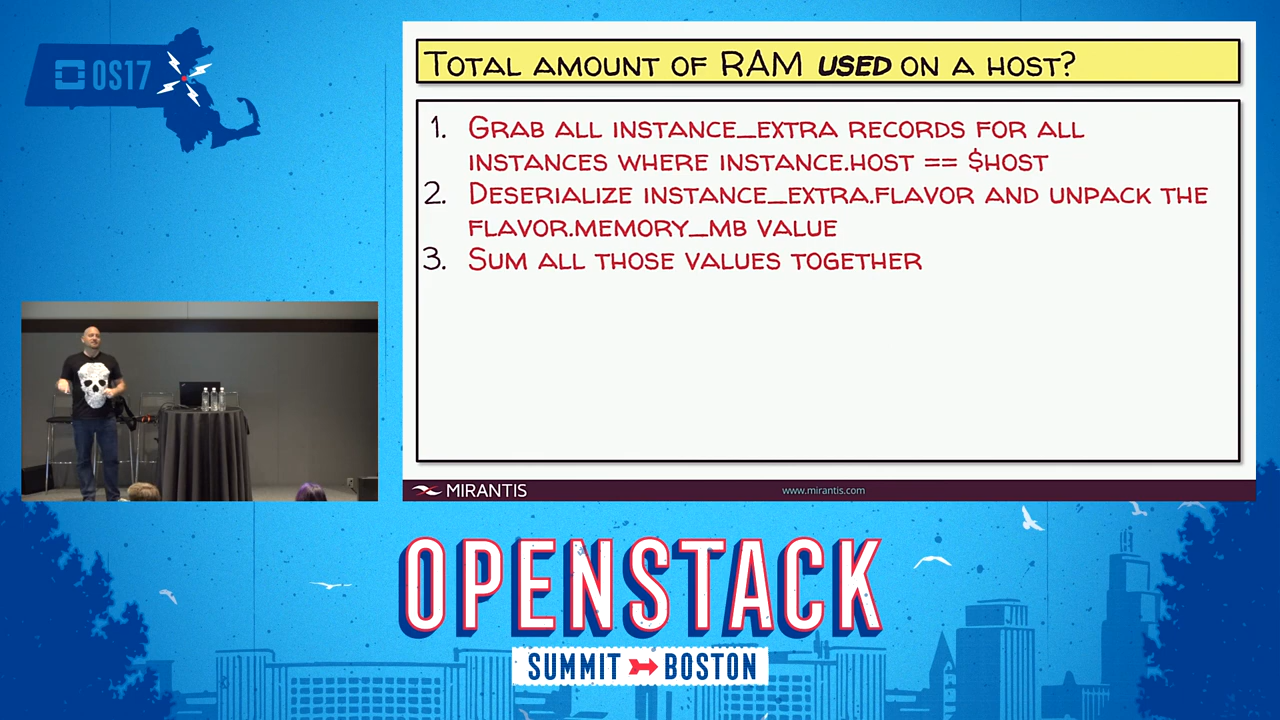 OS17
TOTAL AMOUNT OF RAM USED ON A HOST?
1. GRAB ALL INSTANCE_EXTRA RECORDS FOR ALL
INSTANCES WHERE INSTANCE.HOST == $HOST
2. DESERIALIZE INSTANCE_EXTRA.FLAVOR AND UNPACK THE
FLAVOR.MEMORY_MB VALUE
3. SUM ALL THOSE VALUES TOGETHER
MIRANTIS
www.mirantis.com
OPENSTACK
SUMMIT BOSTON